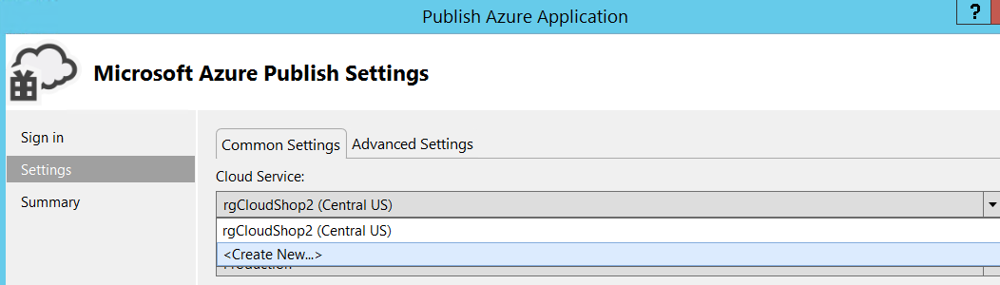 Publish Azure Application
?
Microsoft Azure Publish Settings
Sign in
Settings
Summary
Common Settings
Advanced Settings
Cloud Service:
rgCloudShop2 (Central US)
rgCloudShop2 (Central US)
<Create New...>
Production